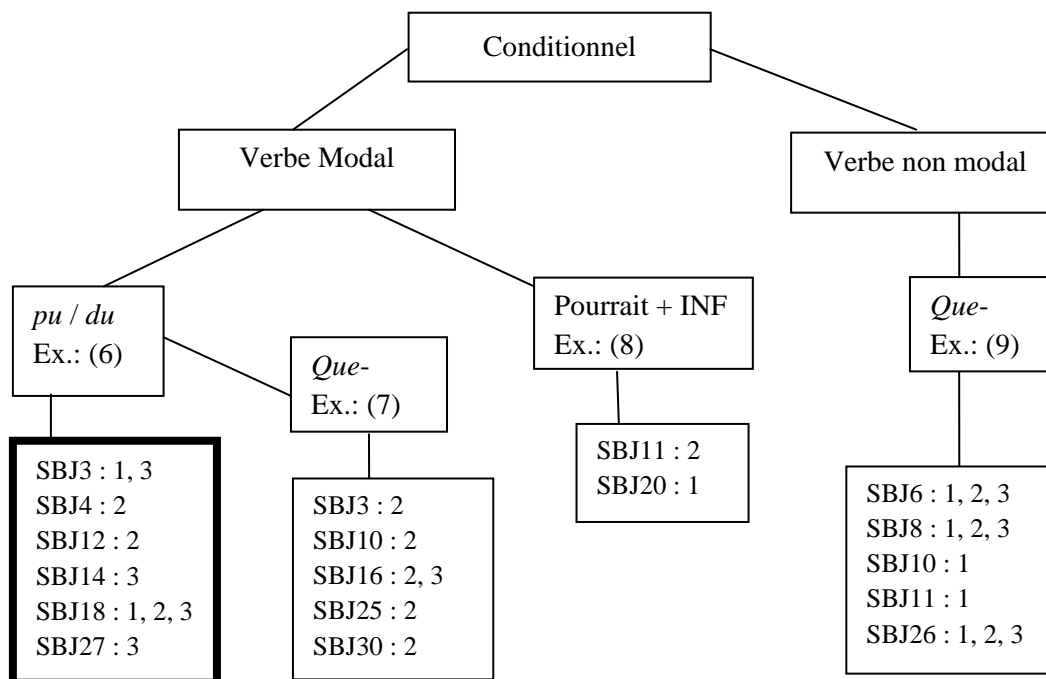 Conditionnel
Verbe Modal
Verbe non modal
pu / du
Ex.: (6)
Que-
Ex.: (7)
Pourrait + INF
Ex.: (8)
Que-
Ex.: (9)
SBJ3 : 1, 3
SBJ4 : 2
SBJ12 : 2
SBJ14 : 3
SBJ18 : 1, 2, 3
SBJ27 : 3
SBJ3 : 2
SBJ10 : 2
SBJ16 : 2, 3
SBJ25 : 2
SBJ30 : 2
SBJ11 : 2
SBJ20 : 1
SBJ6 : 1, 2, 3
SBJ8 : 1, 2, 3
SBJ10 : 1
SBJ11 : 1
SBJ26 : 1, 2, 3